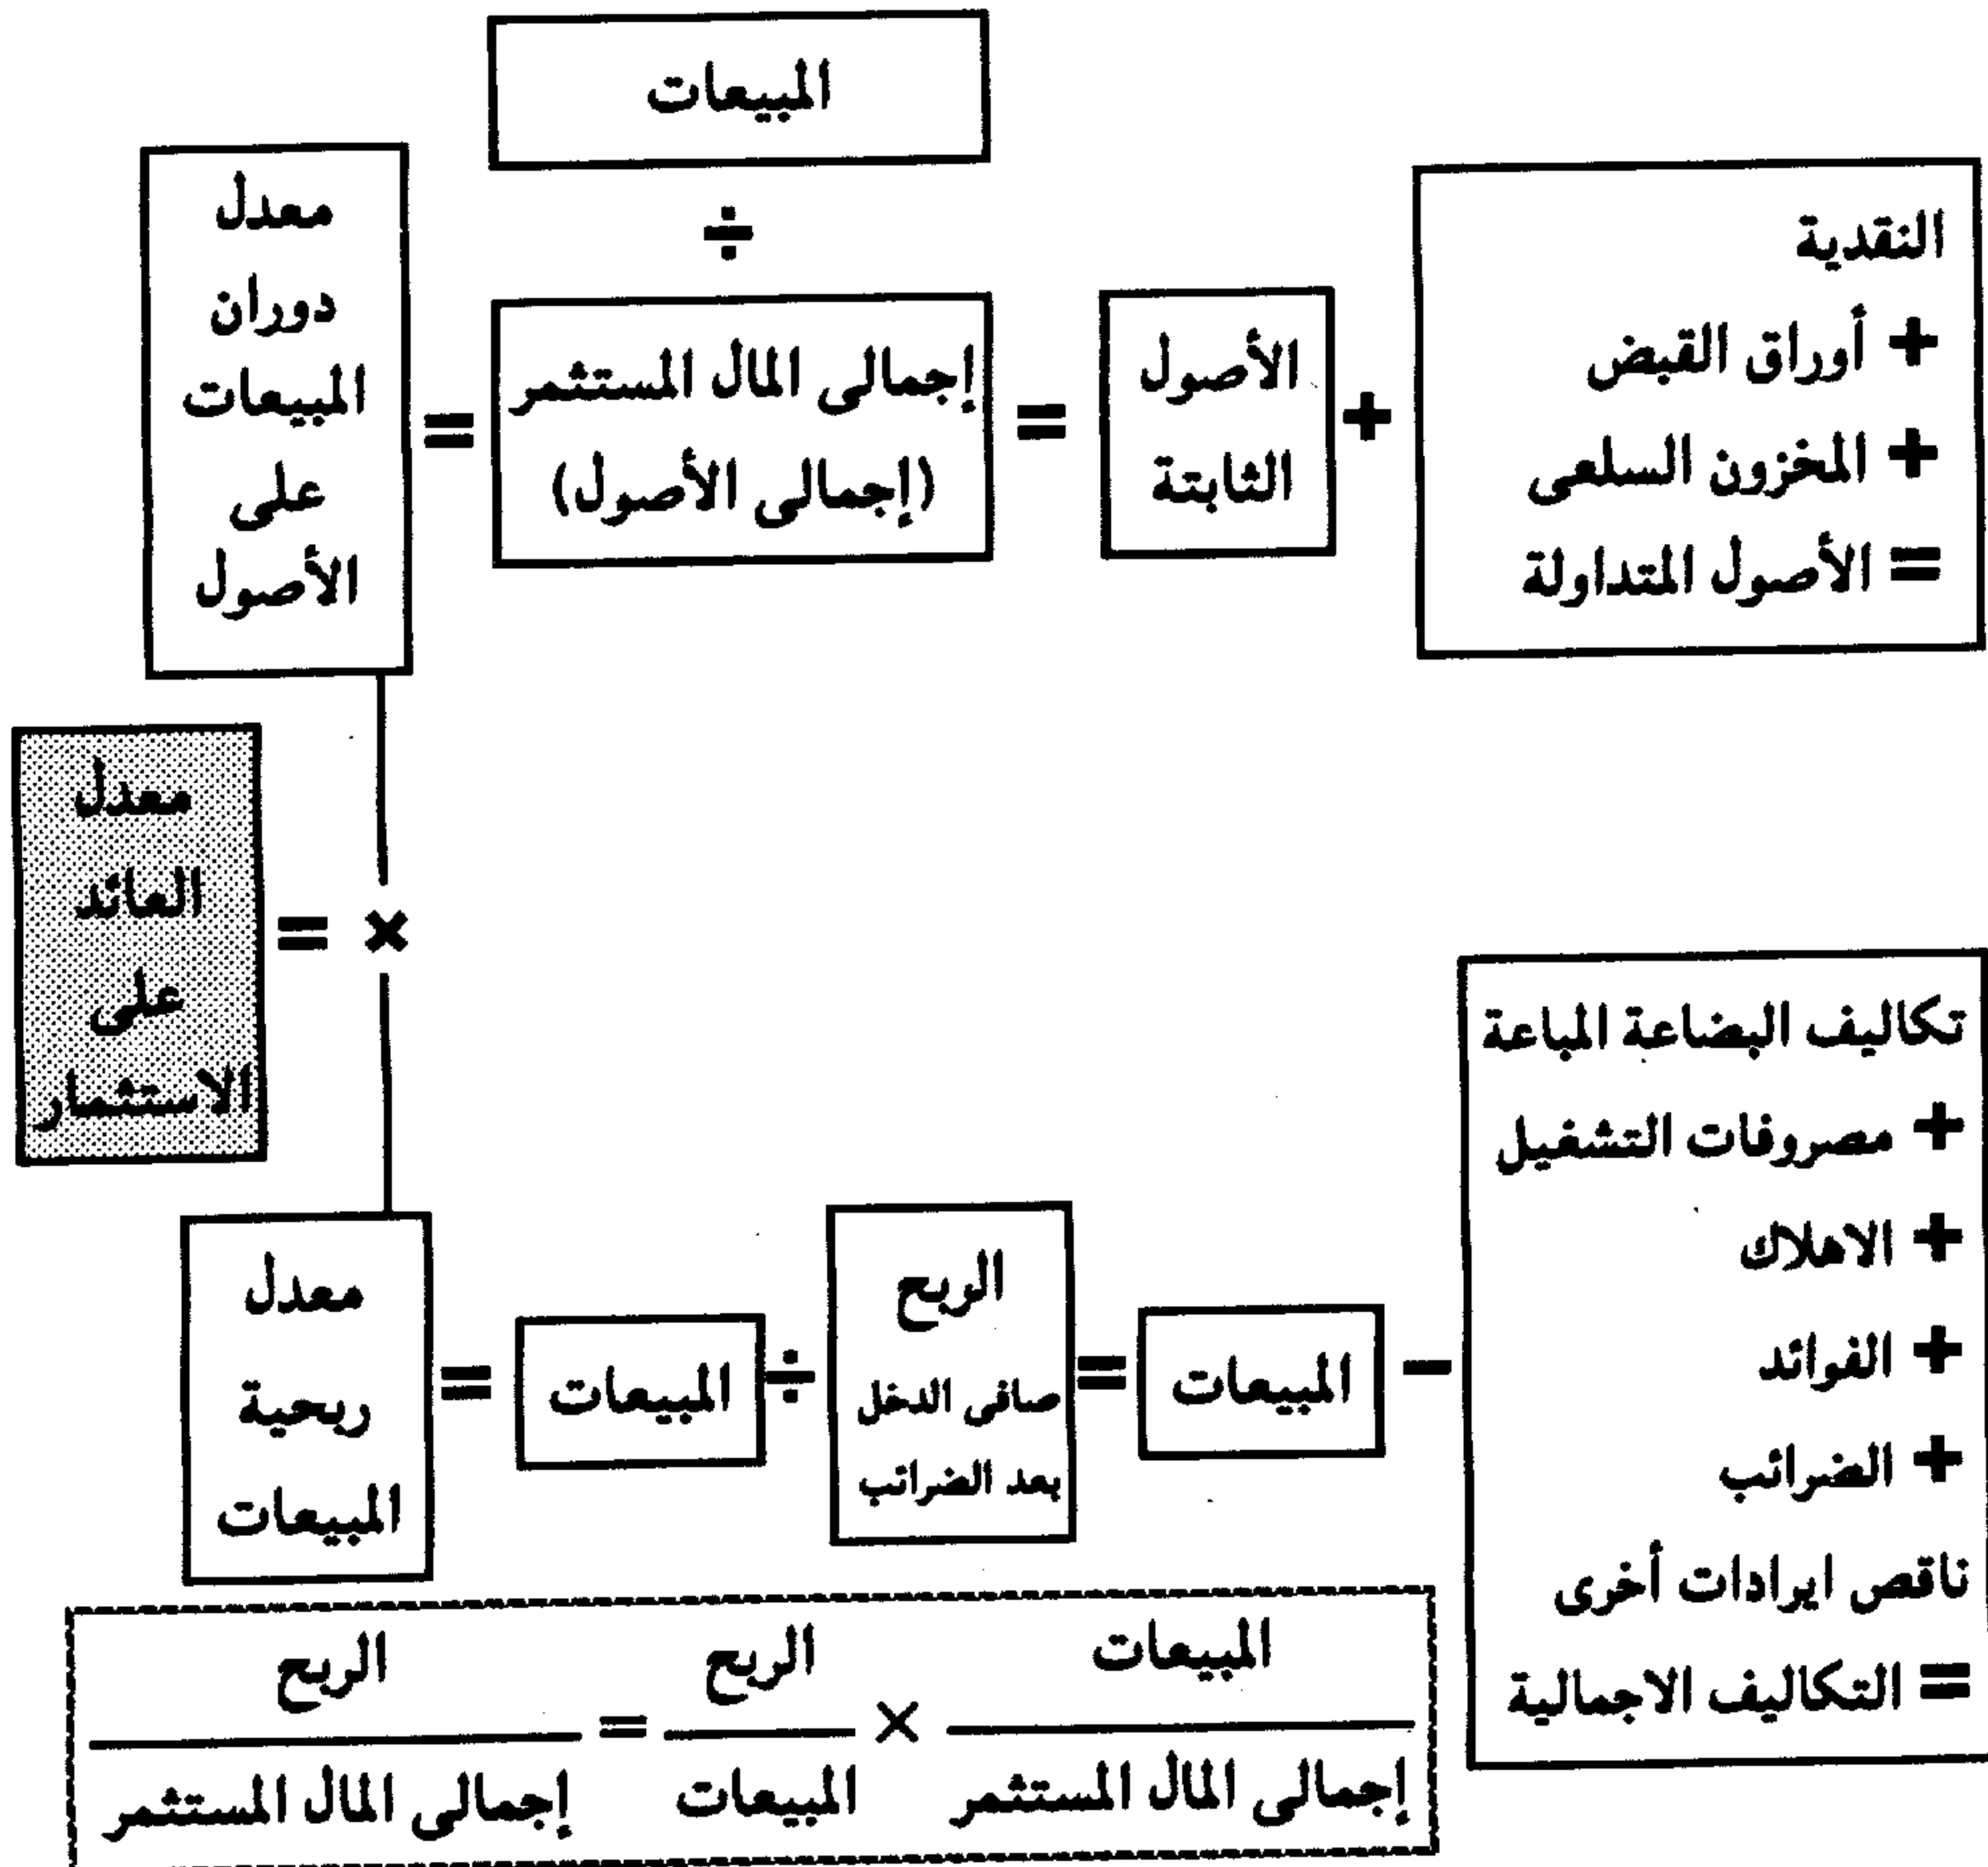 المبيعات
÷
النقدية
+ أوراق القبض
+ المخزون السلعى
= الأصول المتداولة
+
الأصول
الثابتة
=
إجمالى المال المستثمر
(إجمالى الأصول)
=
معدل
دوران
المبيعات
على
الأصول
×
=
معدل
العائد
على
الاستثمار
تكاليف البضاعة المباعة
+ مصروفات التشغيل
+ الاهلاك
+ الفوائد
+ الضرائب
ناقص ايرادات أخرى
= التكاليف الاجمالية
−
المبيعات
=
الربح
صافى الدخل
بعد الضرائب
÷
المبيعات
=
معدل
ربحية
المبيعات
المبيعات
إجمالى المال المستثمر
×
الربح
المبيعات
=
الربح
إجمالى المال المستثمر